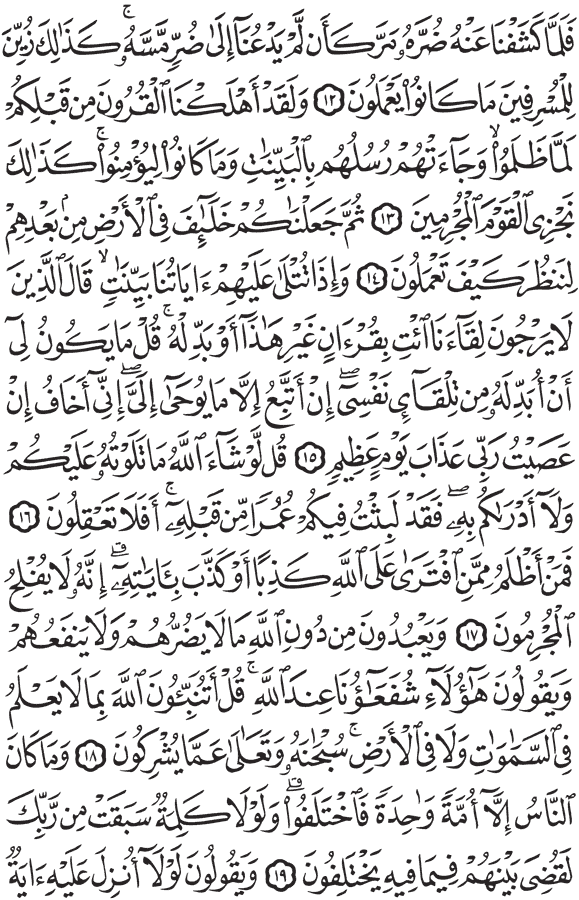 فَلَمَّا كَشَفْنَا عَنْهُ ضُرَّهُۥ مَرَّ كَأَن لَّمْ يَدْعُنَآ إِلَىٰ ضُرٍّ مَّسَّهُۥ ۚ كَذَٰلِكَ زُيِّنَ
لِلْمُسْرِفِينَ مَا كَانُوا۟ يَعْمَلُونَ ١٢ وَلَقَدْ أَهْلَكْنَا ٱلْقُرُونَ مِن قَبْلِكُمْ
لَمَّا ظَلَمُوا۟ ۙ وَجَآءَتْهُمْ رُسُلُهُم بِٱلْبَيِّنَٰتِ وَمَا كَانُوا۟ لِيُؤْمِنُوا۟ ۚ كَذَٰلِكَ
نَجْزِى ٱلْقَوْمَ ٱلْمُجْرِمِينَ ١٣ ثُمَّ جَعَلْنَٰكُمْ خَلَٰٓئِفَ فِى ٱلْأَرْضِ مِنۢ بَعْدِهِمْ
لِنَنظُرَ كَيْفَ تَعْمَلُونَ ١٤ وَإِذَا تُتْلَىٰ عَلَيْهِمْ ءَايَاتُنَا بَيِّنَٰتٍ ۙ قَالَ ٱلَّذِينَ
لَا يَرْجُونَ لِقَآءَنَا ٱئْتِ بِقُرْءَانٍ غَيْرِ هَٰذَآ أَوْ بَدِّلْهُ ۚ قُلْ مَا يَكُونُ لِىٓ
أَنْ أُبَدِّلَهُۥ مِن تِلْقَآئِ نَفْسِىٓ ۖ إِنْ أَتَّبِعُ إِلَّا مَا يُوحَىٰٓ إِلَىَّ ۖ إِنِّىٓ أَخَافُ إِنْ
عَصَيْتُ رَبِّى عَذَابَ يَوْمٍ عَظِيمٍ ١٥ قُل لَّوْ شَآءَ ٱللَّهُ مَا تَلَوْتُهُۥ عَلَيْكُمْ
وَلَآ أَدْرَىٰكُم بِهِۦ ۖ فَقَدْ لَبِثْتُ فِيكُمْ عُمُرًا مِّن قَبْلِهِۦٓ ۚ أَفَلَا تَعْقِلُونَ ١٦
فَمَنْ أَظْلَمُ مِمَّنِ ٱفْتَرَىٰ عَلَى ٱللَّهِ كَذِبًا أَوْ كَذَّبَ بِـَٔايَٰتِهِۦٓ ۗ إِنَّهُۥ لَا يُفْلِحُ
ٱلْمُجْرِمُونَ ١٧ وَيَعْبُدُونَ مِن دُونِ ٱللَّهِ مَا لَا يَضُرُّهُمْ وَلَا يَنفَعُهُمْ
وَيَقُولُونَ هَٰٓؤُلَآءِ شُفَعَٰٓؤُنَا عِندَ ٱللَّهِ ۚ قُلْ أَتُنَبِّـُٔونَ ٱللَّهَ بِمَا لَا يَعْلَمُ
فِى ٱلسَّمَٰوَٰتِ وَلَا فِى ٱلْأَرْضِ ۚ سُبْحَٰنَهُۥ وَتَعَٰلَىٰ عَمَّا يُشْرِكُونَ ١٨ وَمَا كَانَ
ٱلنَّاسُ إِلَّآ أُمَّةً وَٰحِدَةً فَٱخْتَلَفُوا۟ ۚ وَلَوْلَا كَلِمَةٌ سَبَقَتْ مِن رَّبِّكَ
لَقُضِىَ بَيْنَهُمْ فِيمَا فِيهِ يَخْتَلِفُونَ ١٩ وَيَقُولُونَ لَوْلَآ أُنزِلَ عَلَيْهِ ءَايَةٌ